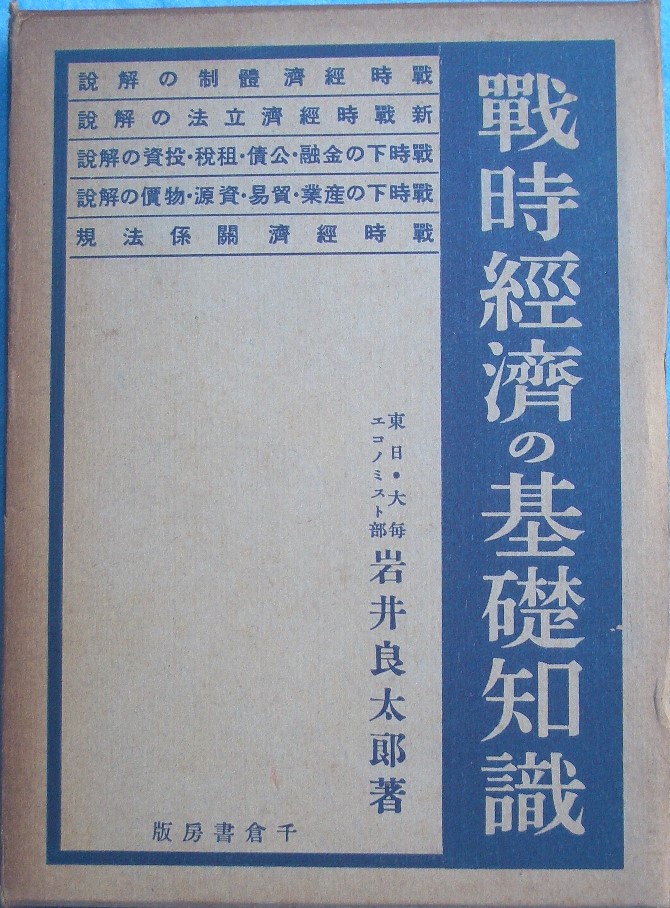 戰時經濟の基礎知識
戰時經濟體制の解說
新戰時經濟立法の解說
戰時下の金融・公債・租稅・投資の解說
戰時下の產業・貿易・資源・物價の解說
戰時經濟關係法規
東日・大每
エコノミスト部
岩井良太郎著
千倉書房版